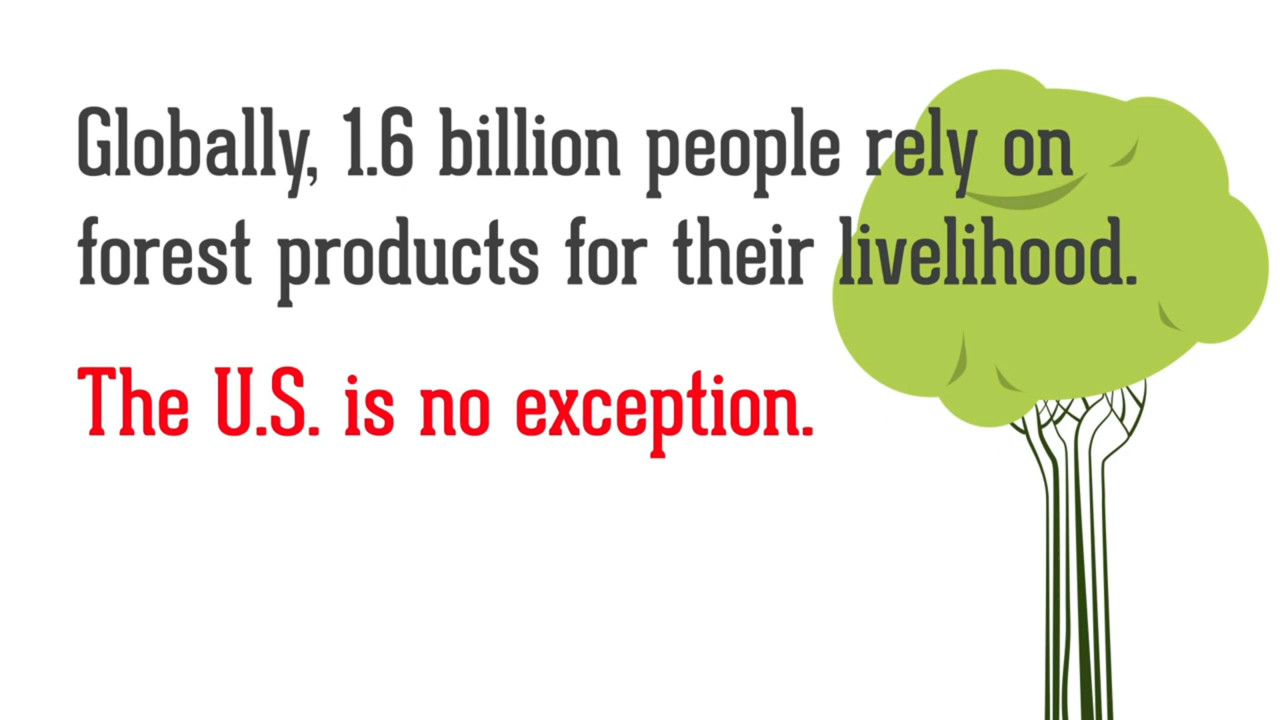 Globally, 1.6 billion people rely on
forest products for their livelihood.
The U.S. is no exception.